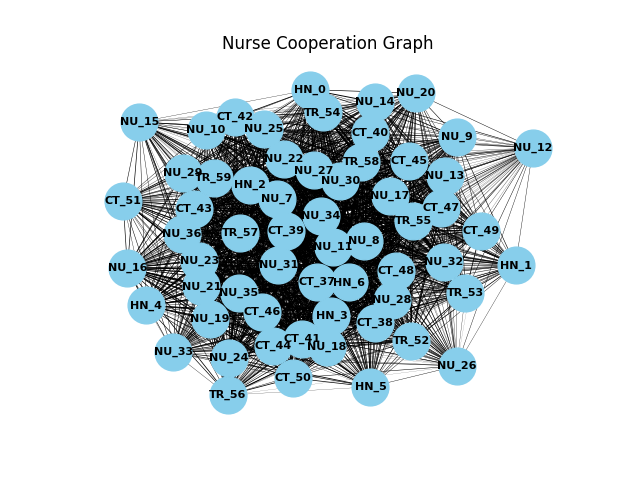 Nurse Cooperation Graph
HN_0
NU_20
NU_14
TR_54
CT_42
NU_15
NU_10
NU_25
CT_40
NU_9
NU_12
NU_22
TR_58
CT_45
NU_27
NU_29
TR_59
NU_30
NU_13
HN_2
NU_17
NU_7
CT_51
CT_43
CT_47
NU_34
TR_55
NU_36
TR_57
CT_39
CT_49
NU_11
NU_8
NU_23
NU_31
NU_32
HN_1
NU_16
CT_48
CT_37
HN_6
NU_21
NU_35
TR_53
NU_28
HN_4
CT_46
HN_3
NU_19
CT_38
CT_41
TR_52
CT_44
NU_18
NU_33
NU_24
NU_26
CT_50
HN_5
TR_56